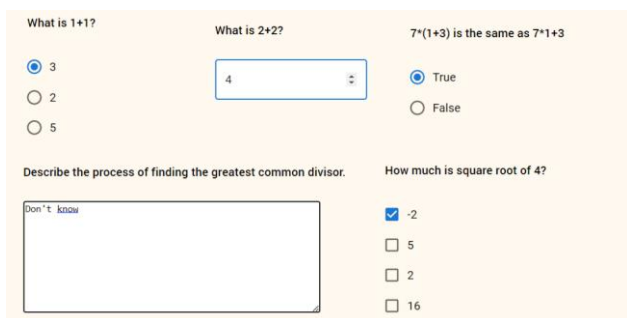 What is 1+1?
3
2
5
What is 2+2?
4
7*(1+3) is the same as 7*1+3
True
False
Describe the process of finding the greatest common divisor.
Don't know
How much is square root of 4?
-2
5
2
16